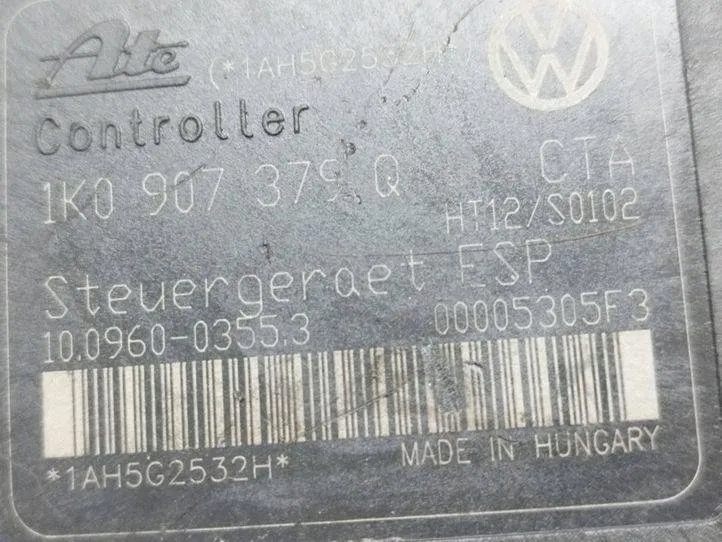 Ate (*1AH5G2532H*)
Controller
1K0 907 379 Q CTA
HT12/S0102
Steuergeraet ESP
10.0960-0355.3 00005305F3
*1AH5G2532H* MADE IN HUNGARY